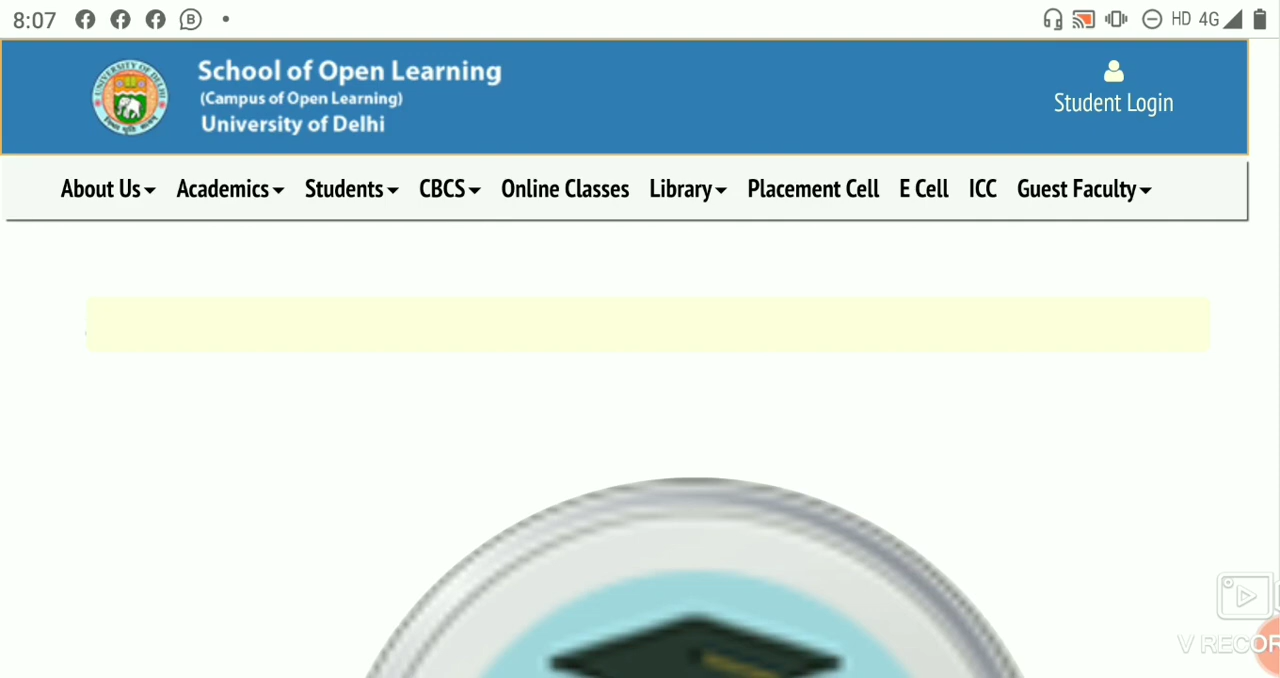 8:07 HD 4G
School of Open Learning
(Campus of Open Learning)
University of Delhi
Student Login
About Us Academics Students CBCS Online Classes Library Placement Cell E Cell ICC Guest Faculty
V RECOR